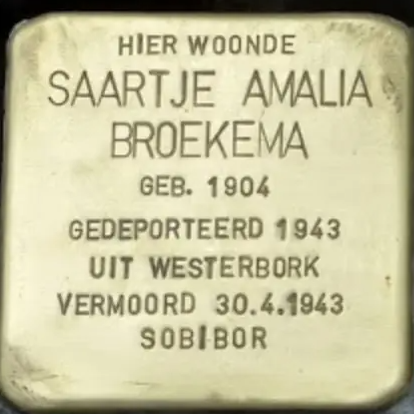 HIER WOONDE
SAARTJE AMALIA
BROEKEMA
GEB. 1904
GEDEPORTEERD 1943
UIT WESTERBORK
VERMOORD 30.4.1943
SOBIBOR